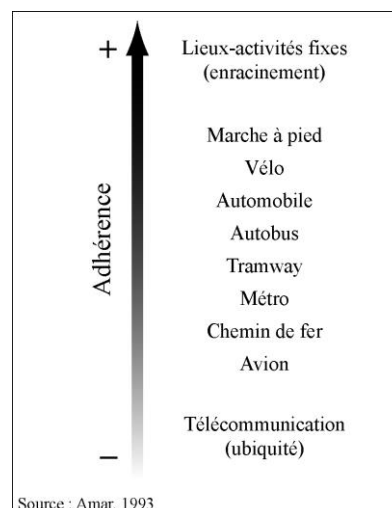 +
Lieux-activités fixes
(enracinement)
Marche à pied
Vélo
Automobile
Autobus
Tramway
Métro
Chemin de fer
Avion
Adhérence
Télécommunication
(ubiquité)
–
Source : Amar, 1993